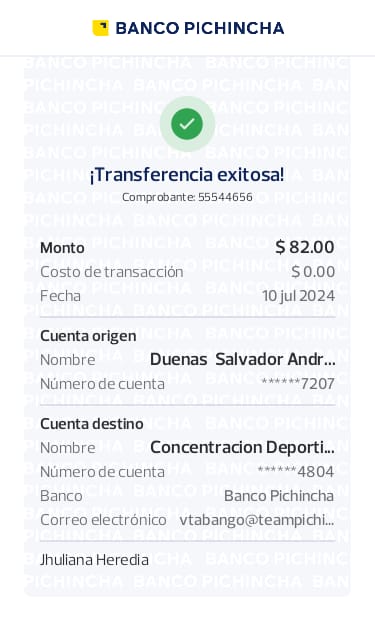 BANCO PICHINCHA
¡Transferencia exitosa!
Comprobante: 55544656
Monto $ 82.00
Costo de transacción $ 0.00
Fecha 10 jul 2024
Cuenta origen
Nombre Duenas Salvador Andr...
Número de cuenta ******7207
Cuenta destino
Nombre Concentracion Deporti...
Número de cuenta ******4804
Banco Banco Pichincha
Correo electrónico vtabango@teampichi...
Jhuliana Heredia